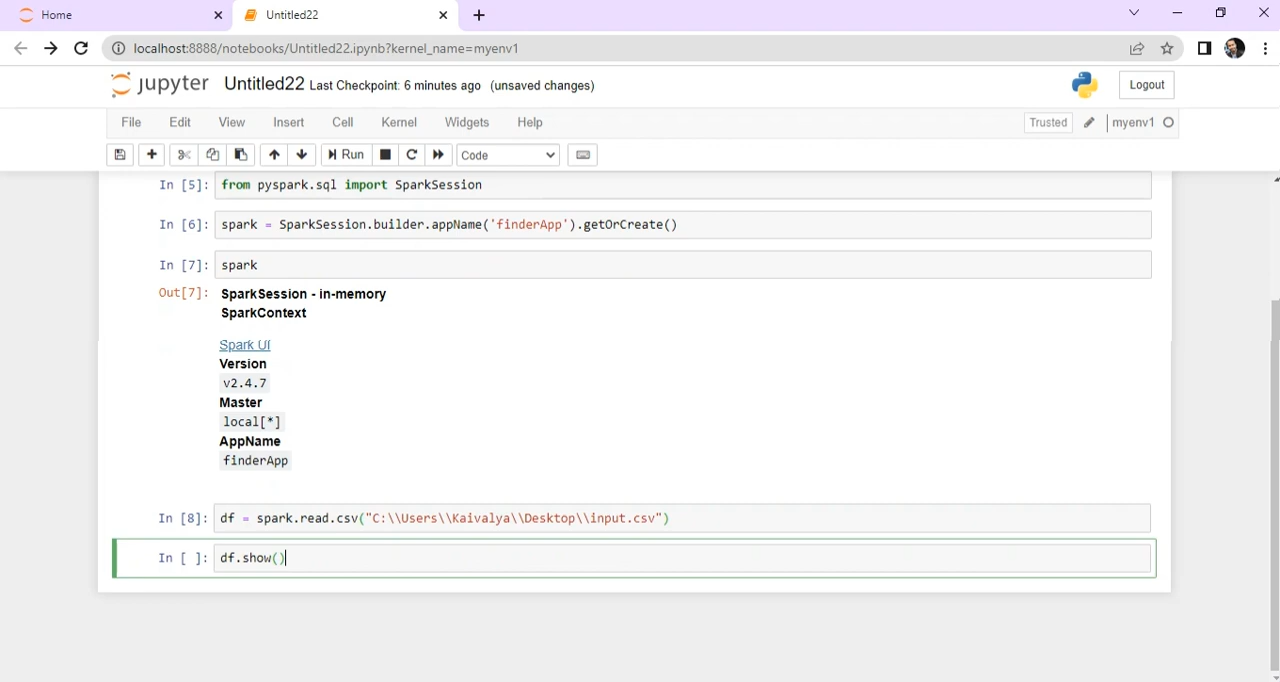 Home
Untitled22
localhost:8888/notebooks/Untitled22.ipynb?kernel_name=myenv1
jupyter Untitled22 Last Checkpoint: 6 minutes ago (unsaved changes)
Logout
File Edit View Insert Cell Kernel Widgets Help
Trusted myenv1
Run Code
In [5]: from pyspark.sql import SparkSession
In [6]: spark = SparkSession.builder.appName('finderApp').getOrCreate()
In [7]: spark
Out[7]: SparkSession - in-memory
SparkContext
Spark UI
Version
v2.4.7
Master
local[*]
AppName
finderApp
In [8]: df = spark.read.csv("C:\\Users\\Kaivalya\\Desktop\\input.csv")
In [ ]: df.show()